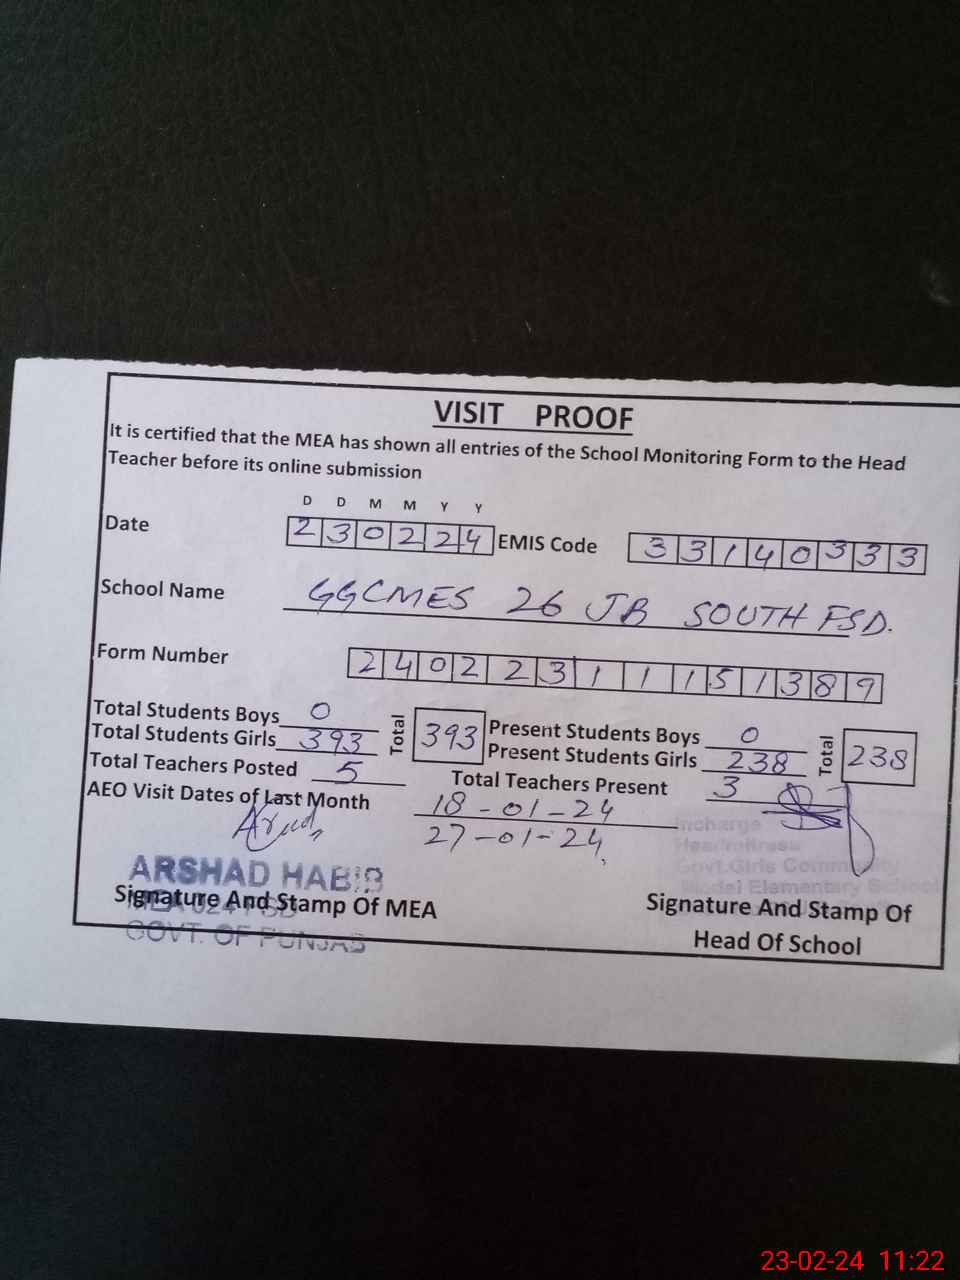 VISIT PROOF
It is certified that the MEA has shown all entries of the School Monitoring Form to the Head
Teacher before its online submission
D D M M Y Y
Date 230224 EMIS Code 33140333
School Name GGCMES 26 JB SOUTH FSD.
Form Number 24022311151389
Total Students Boys 0 Total 393 Present Students Boys 0 Total 238
Total Students Girls 393 Present Students Girls 238
Total Teachers Posted 5 Total Teachers Present 3
AEO Visit Dates of Last Month 18-01-24
27-01-24
Incharge
Headmitress
Govt.Girls Community
Model Elementary School
ARSHAD HABIB
Signature And Stamp Of MEA
MEA 024 FSD
GOVT. OF PUNJAB
Signature And Stamp Of
Head Of School
23-02-24 11:22